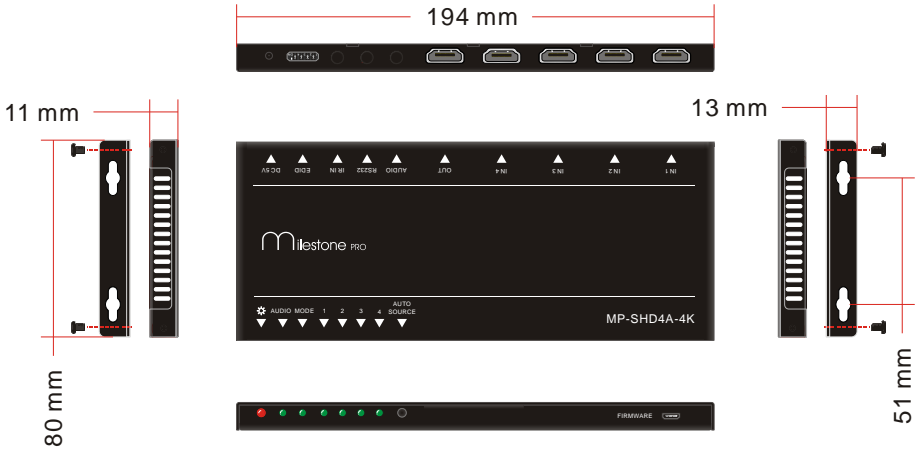 194 mm
11 mm
13 mm
DC 5V EDID IR IN RS232 AUDIO OUT IN 4 IN 3 IN 2 IN 1
Milestone PRO
AUDIO MODE 1 2 3 4 AUTO SOURCE
MP-SHD4A-4K
80 mm
51 mm
FIRMWARE